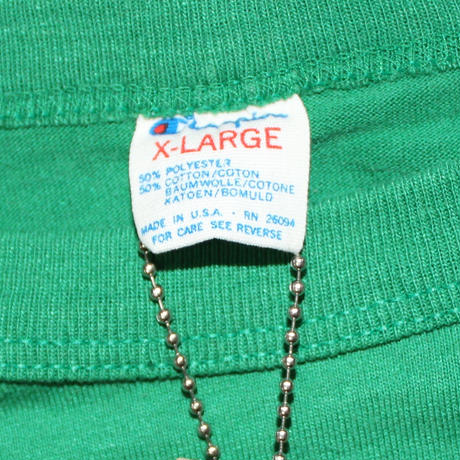 Champion
X-LARGE
50% POLYESTER
50% COTTON/COTON
BAUMWOLLE/COTONE
KATOEN/BOMULD
MADE IN U.S.A. · RN 26094
FOR CARE SEE REVERSE